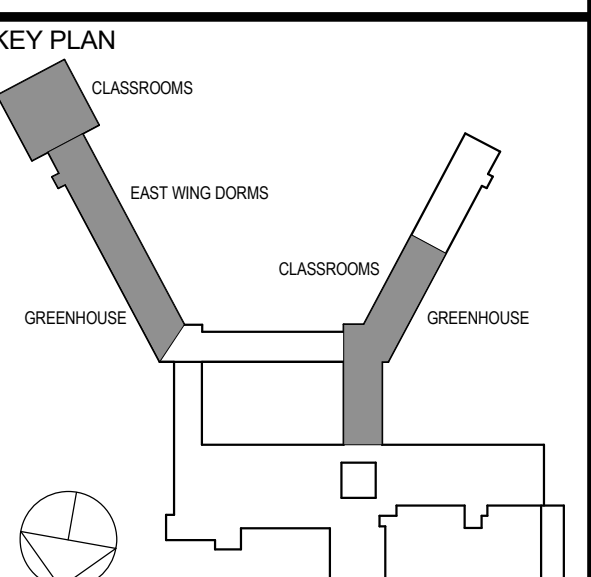 KEY PLAN
CLASSROOMS
EAST WING DORMS
CLASSROOMS
GREENHOUSE
GREENHOUSE